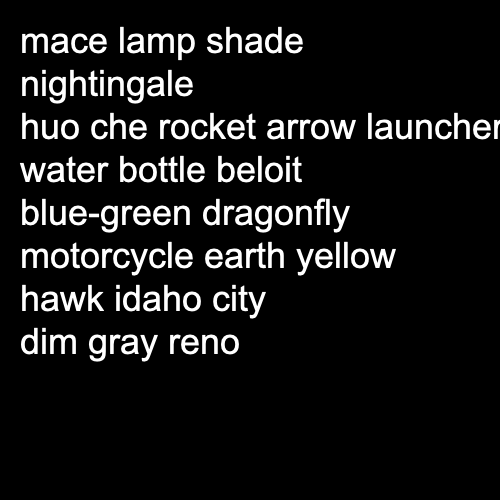 mace lamp shade
nightingale
huo che rocket arrow launcher
water bottle beloit
blue-green dragonfly
motorcycle earth yellow
hawk idaho city
dim gray reno